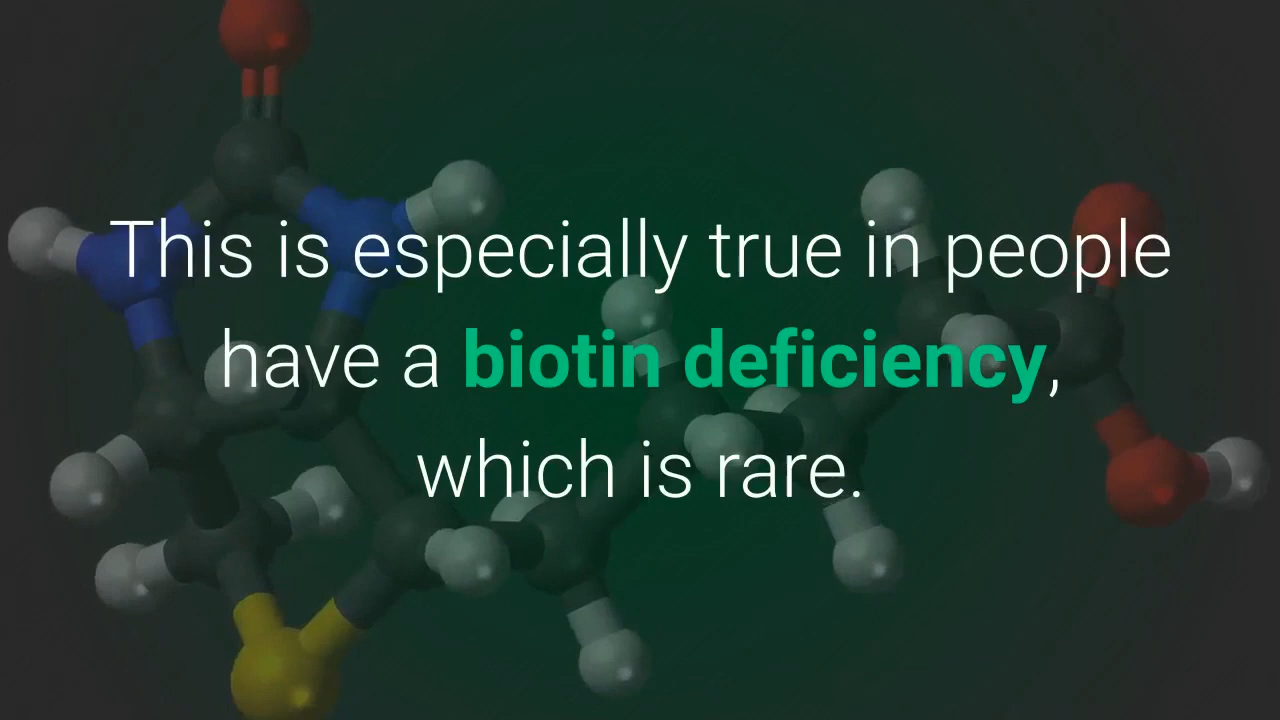 This is especially true in people
have a biotin deficiency,
which is rare.